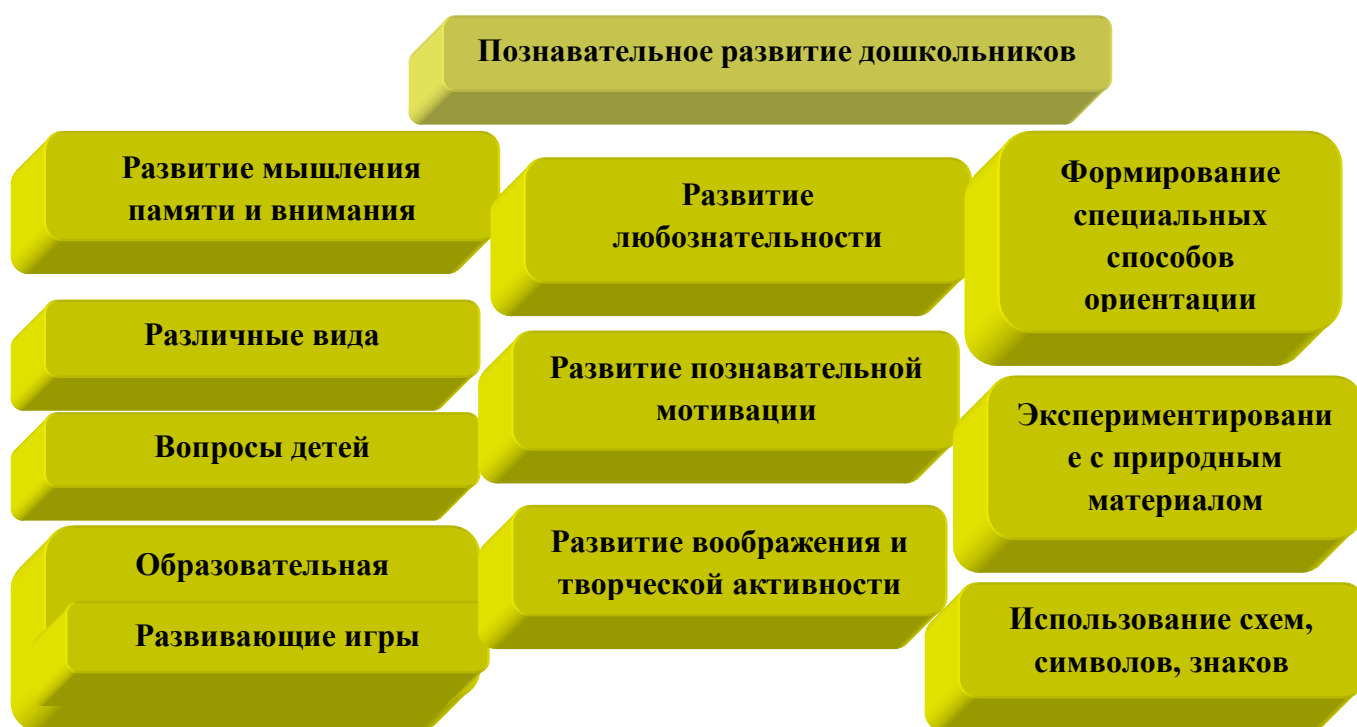 Познавательное развитие дошкольников
Развитие мышления
памяти и внимания
Различные вида
Вопросы детей
Образовательная
Развивающие игры
Развитие
любознательности
Развитие познавательной
мотивации
Развитие воображения и
творческой активности
Формирование
специальных
способов
ориентации
Экспериментировани
е с природным
материалом
Использование схем,
символов, знаков